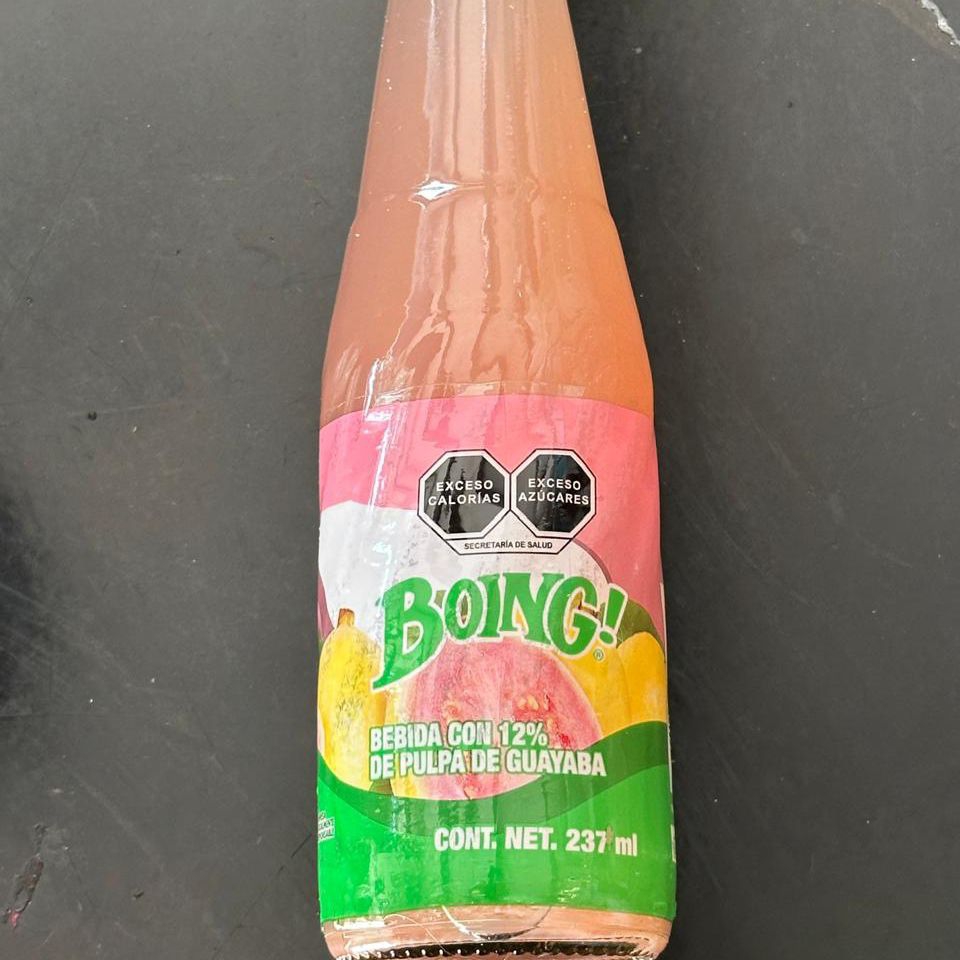 EXCESO
CALORÍAS
EXCESO
AZÚCARES
SECRETARÍA DE SALUD
BOING!
®
BEBIDA CON 12%
DE PULPA DE GUAYABA
CONT. NET. 237 ml